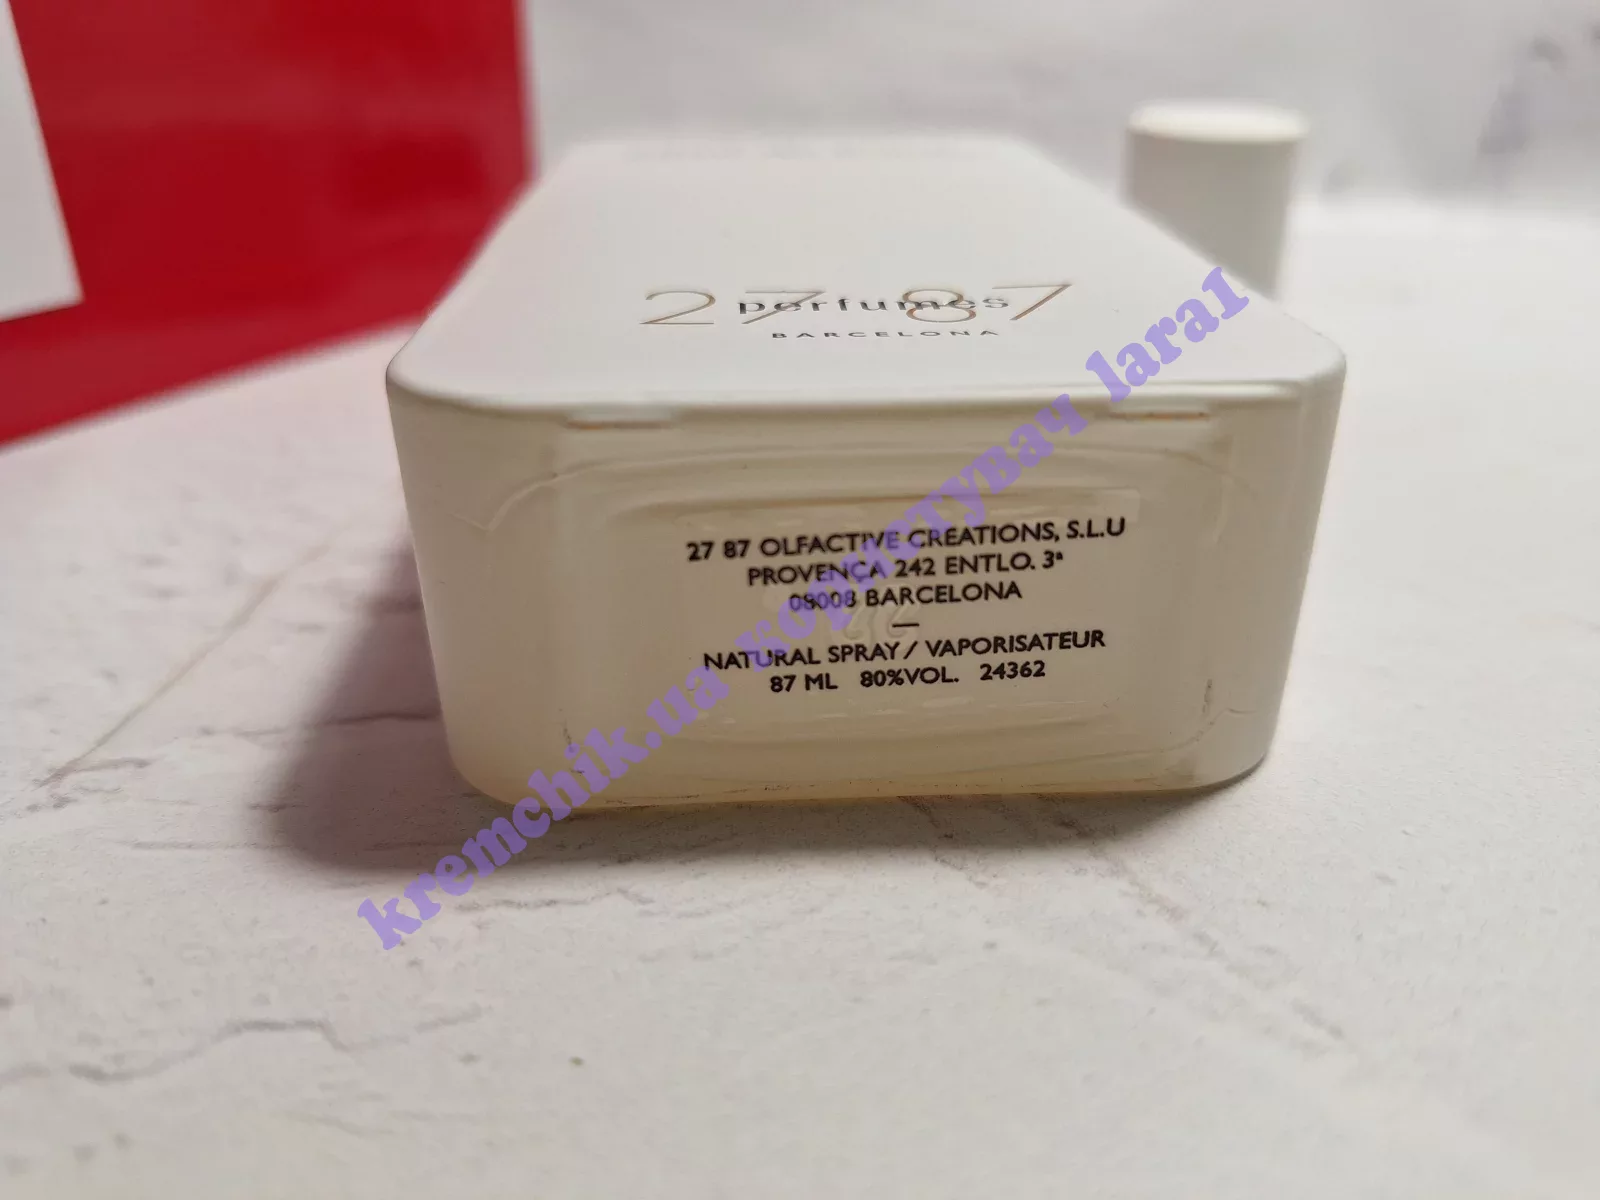 27 87
perfumes
BARCELONA
27 87 OLFACTIVE CREATIONS, S.L.U
PROVENÇA 242 ENTLO. 3ª
08008 BARCELONA
—
NATURAL SPRAY / VAPORISATEUR
87 ML 80%VOL. 24362
kremchik.ua користувач lara1